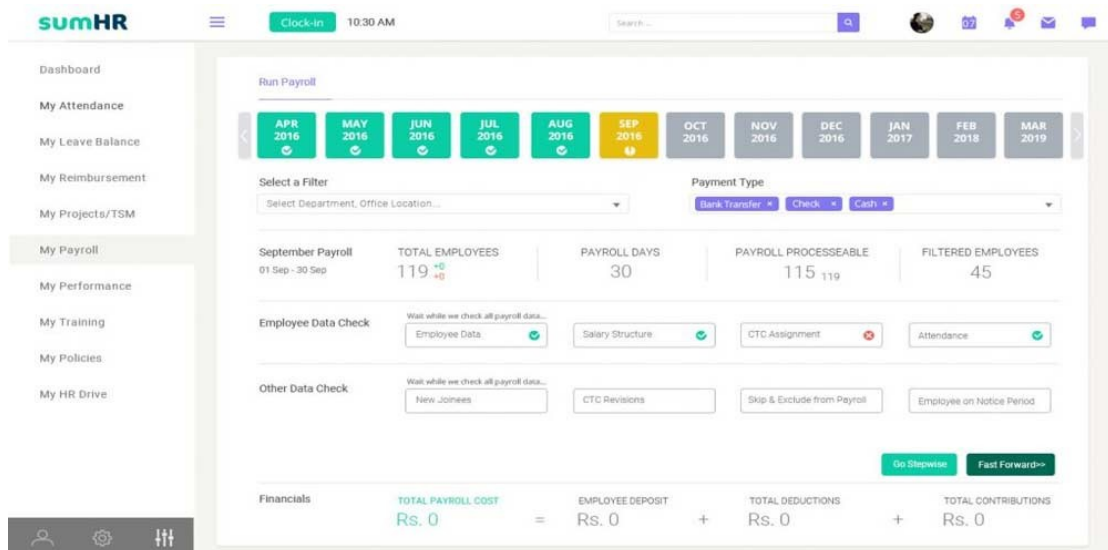 sumHR
Clock-In 10:30 AM Search ... 07 5
Dashboard
My Attendance
My Leave Balance
My Reimbursement
My Projects/TSM
My Payroll
My Performance
My Training
My Policies
My HR Drive
Run Payroll
APR 2016
MAY 2016
JUN 2016
JUL 2016
AUG 2016
SEP 2016
OCT 2016
NOV 2016
DEC 2016
JAN 2017
FEB 2018
MAR 2019
Select a Filter
Select Department, Office Location...
Payment Type
Bank Transfer × Check × Cash ×
September Payroll
01 Sep - 30 Sep
TOTAL EMPLOYEES
119 +0 +0
PAYROLL DAYS
30
PAYROLL PROCESSEABLE
115 119
FILTERED EMPLOYEES
45
Employee Data Check
Wait while we check all payroll data...
Employee Data
Salary Structure
CTC Assignment
Attendance
Other Data Check
Wait while we check all payroll data...
New Joinees
CTC Revisions
Skip & Exclude from Payroll
Employee on Notice Period
Go Stepwise
Fast Forward>>
Financials
TOTAL PAYROLL COST
Rs. 0
=
EMPLOYEE DEPOSIT
Rs. 0
+
TOTAL DEDUCTIONS
Rs. 0
+
TOTAL CONTRIBUTIONS
Rs. 0